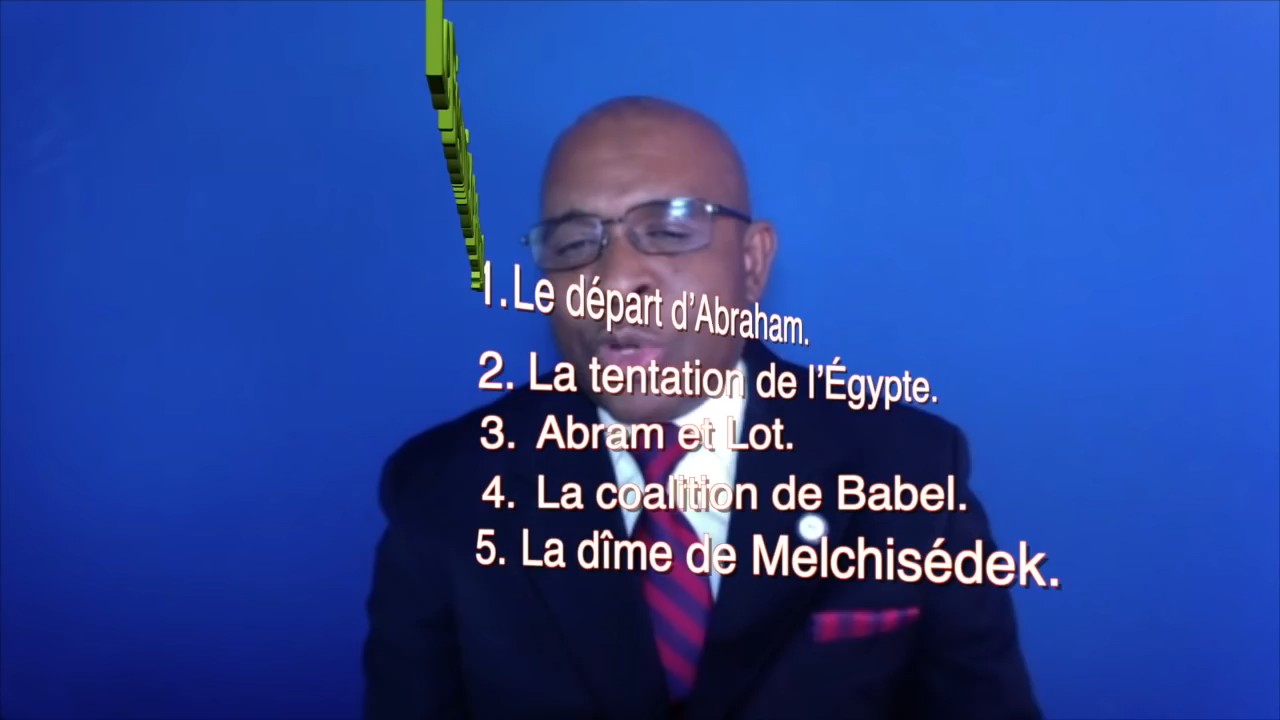 1. Le départ d’Abraham.
2. La tentation de l’Égypte.
3. Abram et Lot.
4. La coalition de Babel.
5. La dîme de Melchisédek.